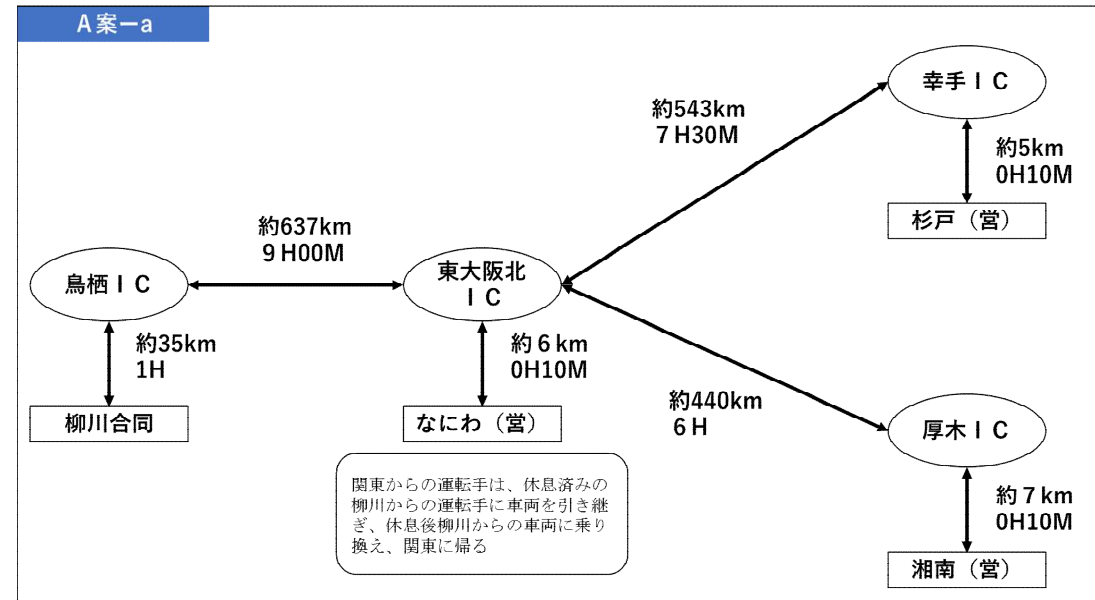 A案ーa
幸手ＩＣ
約543km
７H30M
約5km
0H10M
杉戸（営）
約637km
９H00M
鳥栖ＩＣ
東大阪北
ＩＣ
約35km
1H
約６km
0H10M
柳川合同
なにわ（営）
約440km
６H
厚木ＩＣ
約７km
0H10M
湘南（営）
関東からの運転手は、休息済みの
柳川からの運転手に車両を引き継
ぎ、休息後柳川からの車両に乗り
換え、関東に帰る